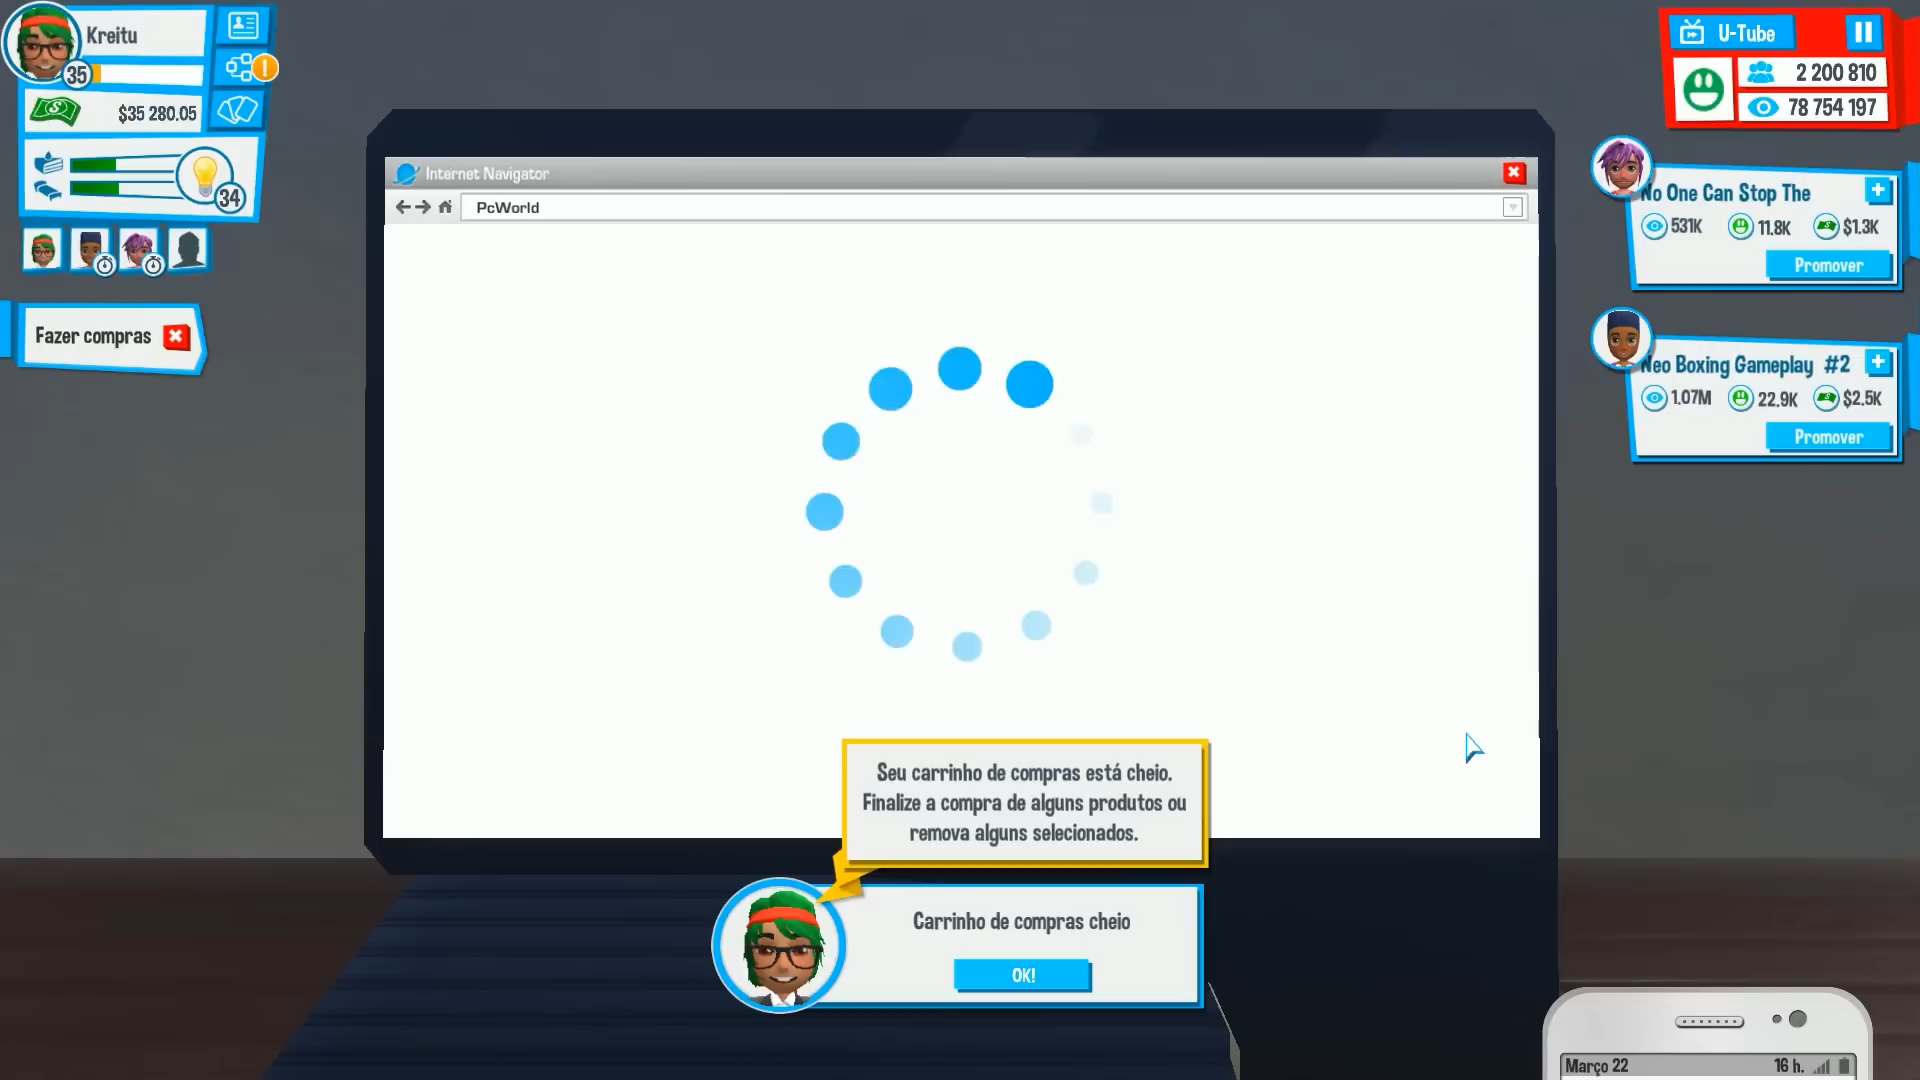 Kreitu
35
$35 280.05
34
Fazer compras
Internet Navigator
PcWorld
U-Tube
2 200 810
78 754 197
No One Can Stop The
531K 11.8K $1.3K
Promover
Neo Boxing Gameplay #2
1.07M 22.9K $2.5K
Promover
Seu carrinho de compras está cheio.
Finalize a compra de alguns produtos ou
remova alguns selecionados.
Carrinho de compras cheio
OK!
Março 22 16 h.